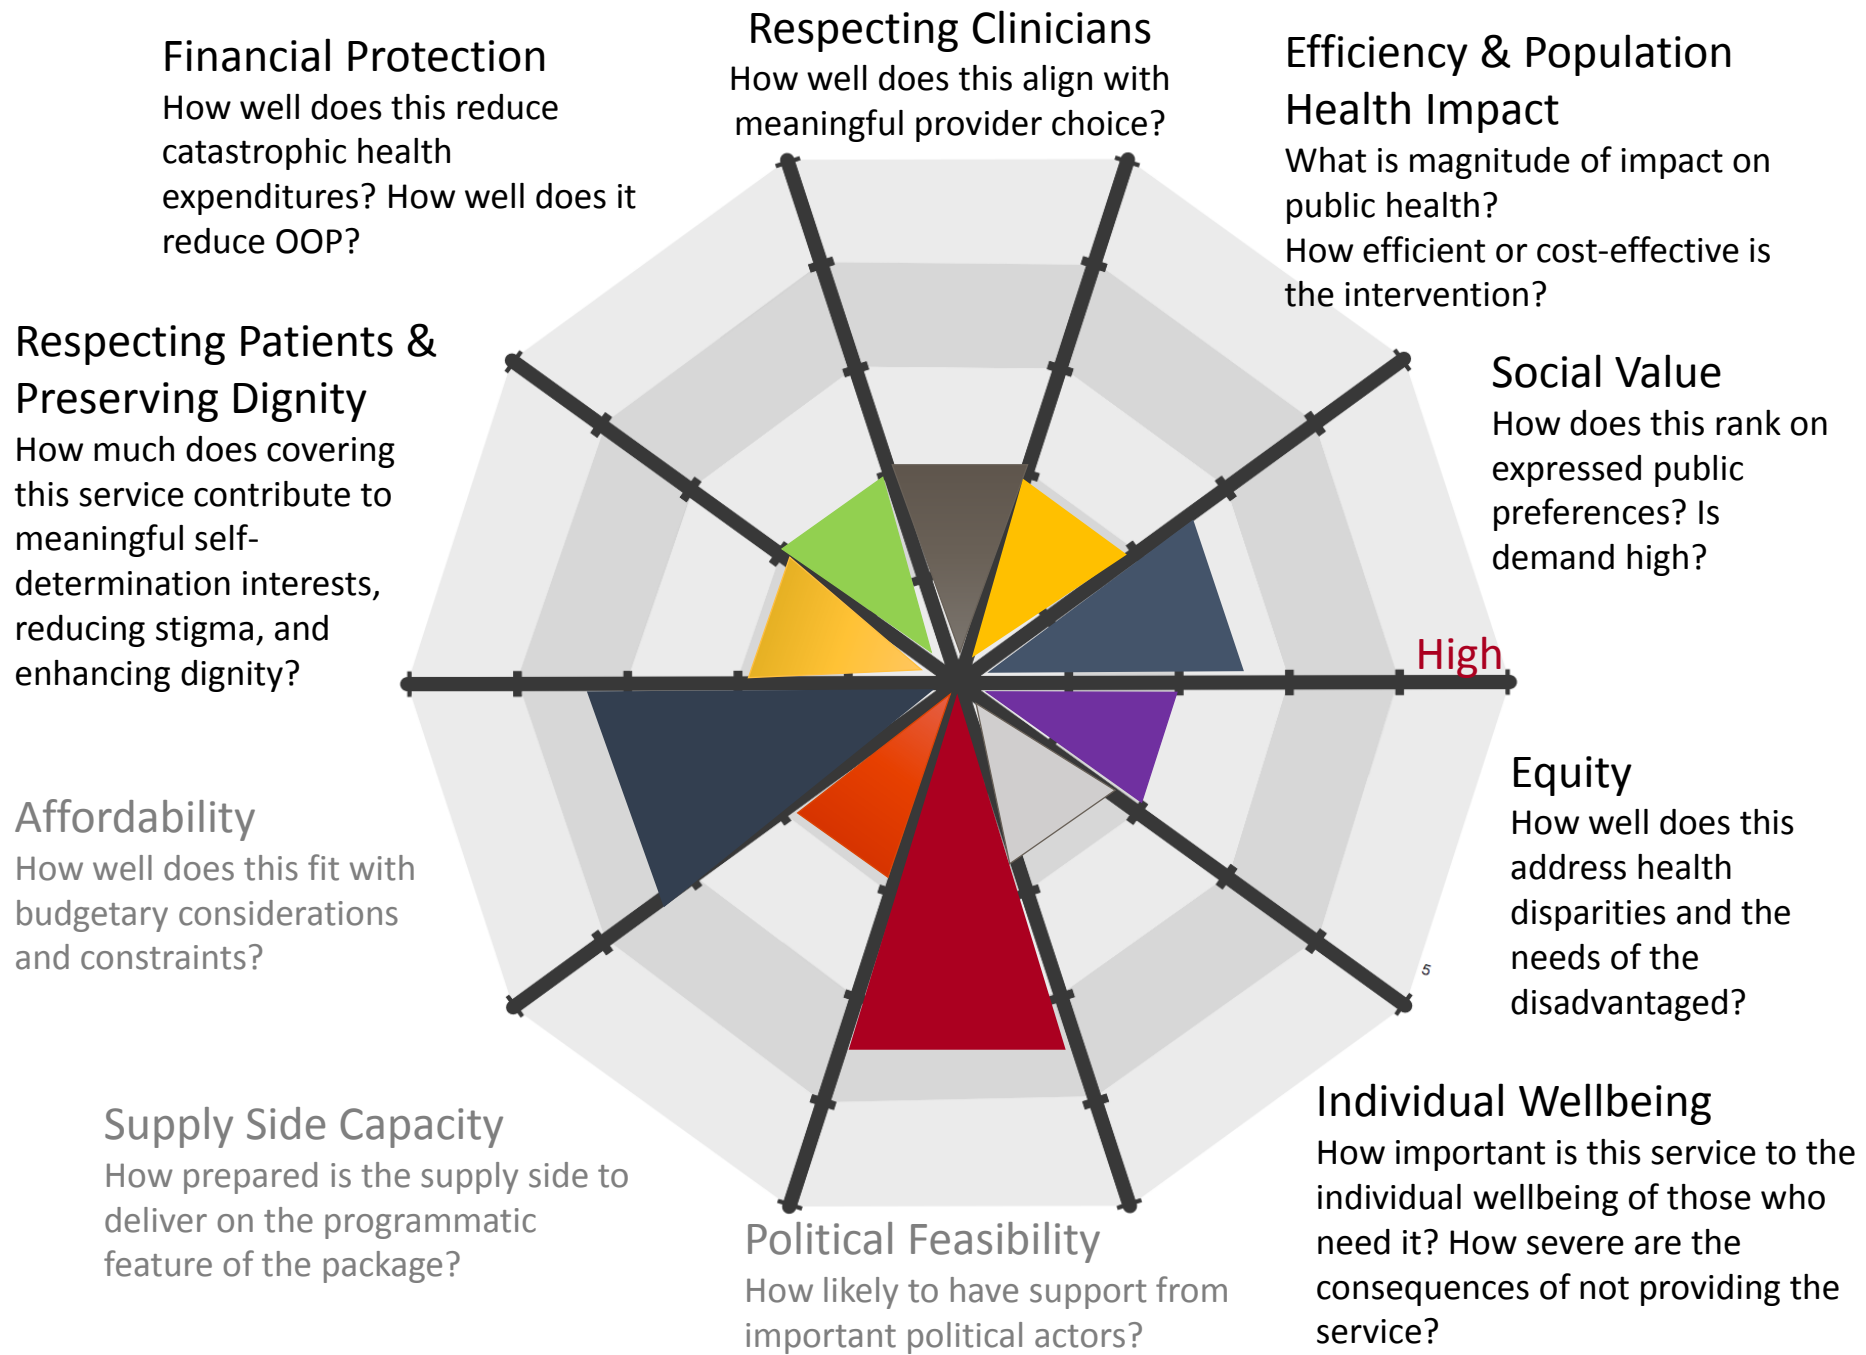 Respecting Clinicians
How well does this align with
meaningful provider choice?
Financial Protection
How well does this reduce
catastrophic health
expenditures? How well does it
reduce OOP?
Efficiency & Population
Health Impact
What is magnitude of impact on
public health?
How efficient or cost-effective is
the intervention?
Respecting Patients &
Preserving Dignity
How much does covering
this service contribute to
meaningful self-
determination interests,
reducing stigma, and
enhancing dignity?
Social Value
How does this rank on
expressed public
preferences? Is
demand high?
High
Equity
How well does this
address health
disparities and the
needs of the
disadvantaged?
5
Affordability
How well does this fit with
budgetary considerations
and constraints?
Individual Wellbeing
How important is this service to the
individual wellbeing of those who
need it? How severe are the
consequences of not providing the
service?
Supply Side Capacity
How prepared is the supply side to
deliver on the programmatic
feature of the package?
Political Feasibility
How likely to have support from
important political actors?